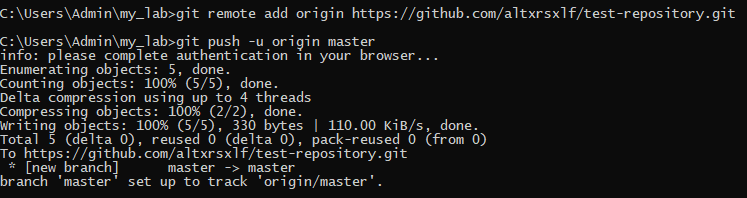 C:\Users\Admin\my_lab>git remote add origin https://github.com/altxrsxlf/test-repository.git
C:\Users\Admin\my_lab>git push -u origin master
info: please complete authentication in your browser...
Enumerating objects: 5, done.
Counting objects: 100% (5/5), done.
Delta compression using up to 4 threads
Compressing objects: 100% (2/2), done.
Writing objects: 100% (5/5), 330 bytes | 110.00 KiB/s, done.
Total 5 (delta 0), reused 0 (delta 0), pack-reused 0 (from 0)
To https://github.com/altxrsxlf/test-repository.git
 * [new branch]      master -> master
branch 'master' set up to track 'origin/master'.